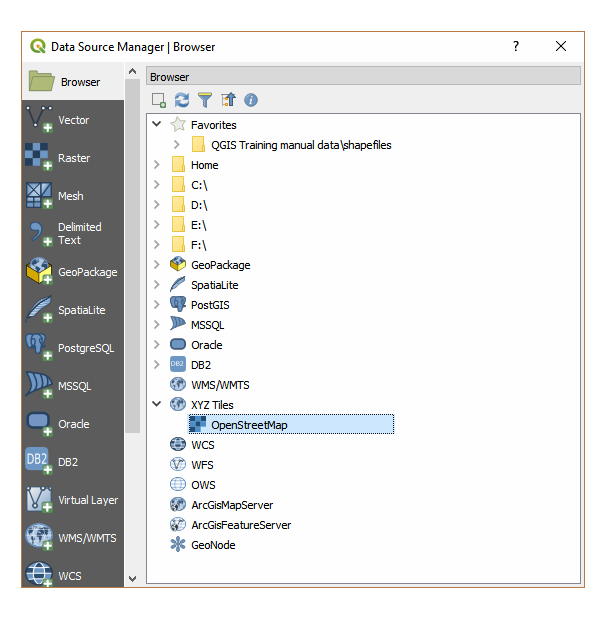 Data Source Manager | Browser
?
Browser
Vector
Raster
Mesh
Delimited
Text
GeoPackage
SpatiaLite
PostgreSQL
MSSQL
Oracle
DB2
DB2
Virtual Layer
WMS/WMTS
WCS
Browser
Favorites
QGIS Training manual data\shapefiles
Home
C:\
D:\
E:\
F:\
GeoPackage
SpatiaLite
PostGIS
MSSQL
Oracle
DB2 DB2
WMS/WMTS
XYZ Tiles
OpenStreetMap
WCS
WFS
OWS
ArcGisMapServer
ArcGisFeatureServer
GeoNode